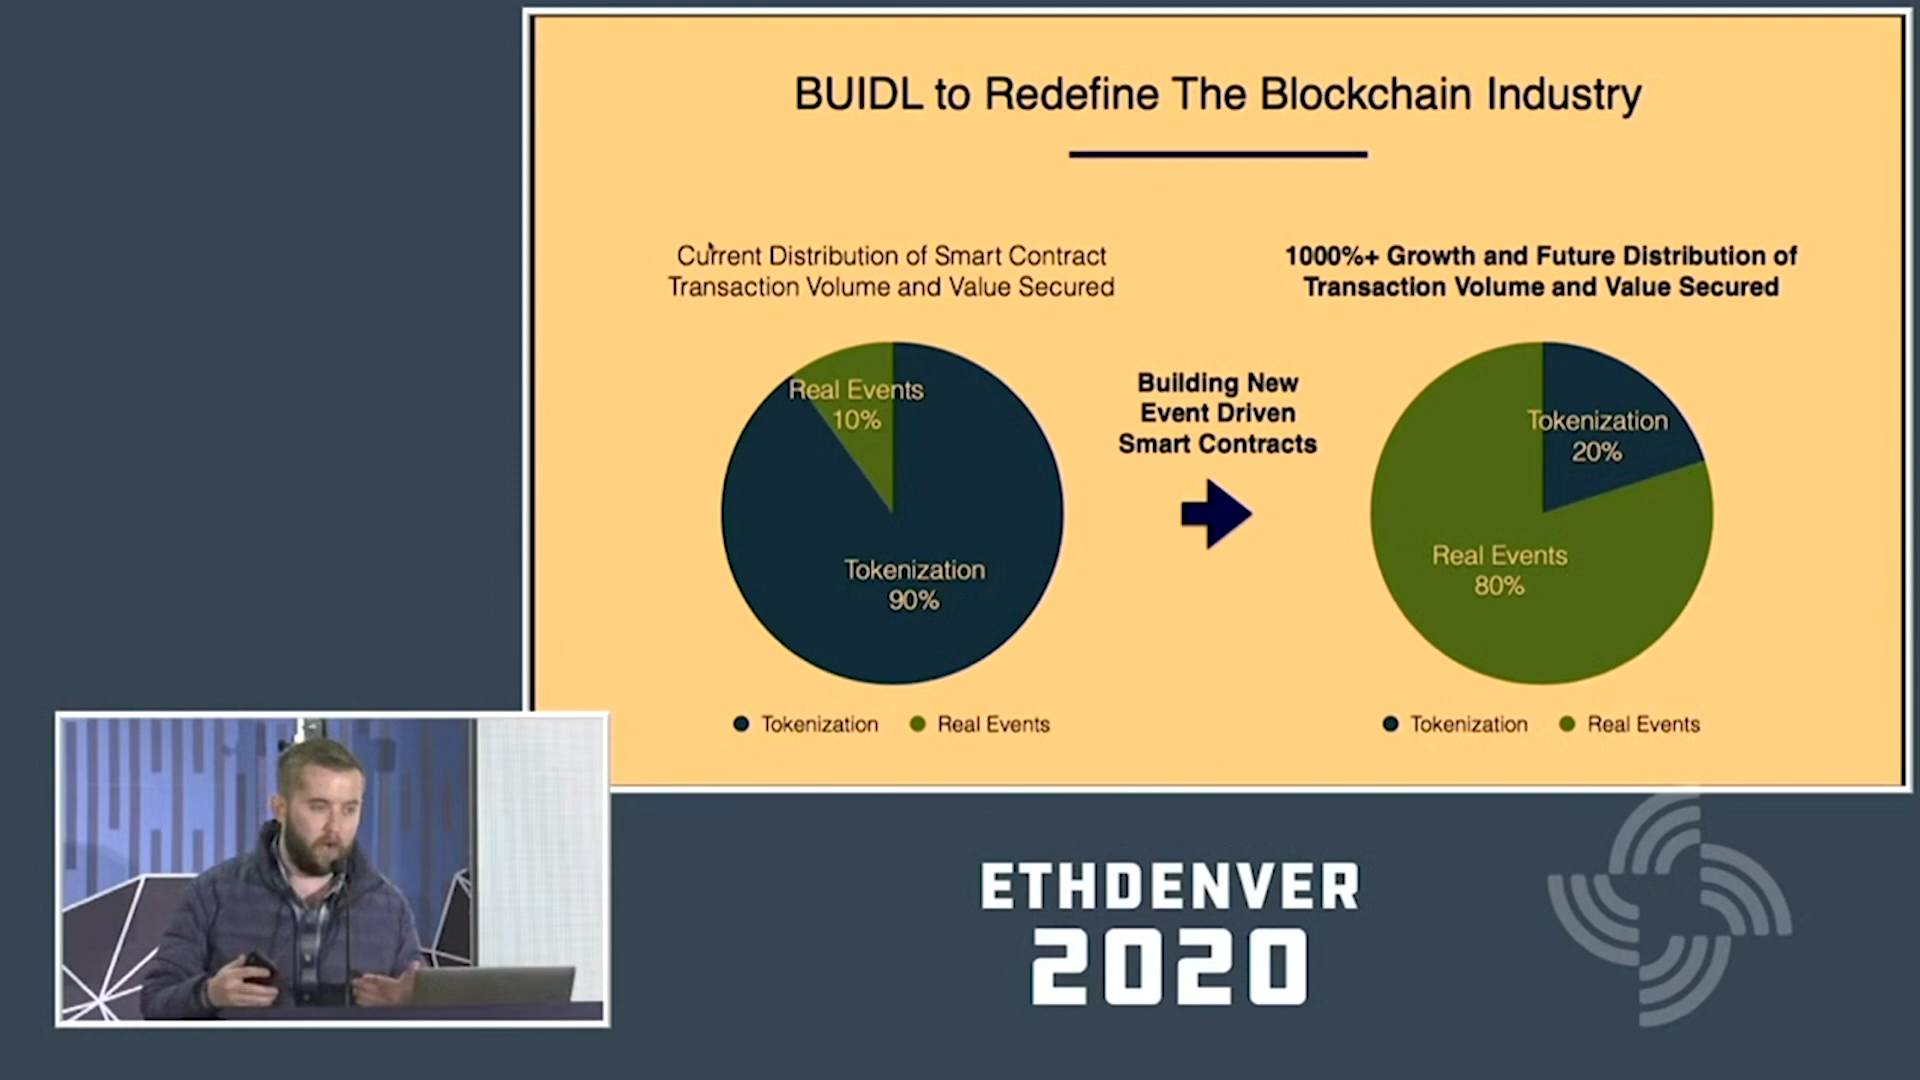 BUIDL to Redefine The Blockchain Industry
Current Distribution of Smart Contract
Transaction Volume and Value Secured
Real Events
10%
Tokenization
90%
Tokenization
Real Events
Building New
Event Driven
Smart Contracts
1000%+ Growth and Future Distribution of
Transaction Volume and Value Secured
Tokenization
20%
Real Events
80%
Tokenization
Real Events
ETHDENVER
2020